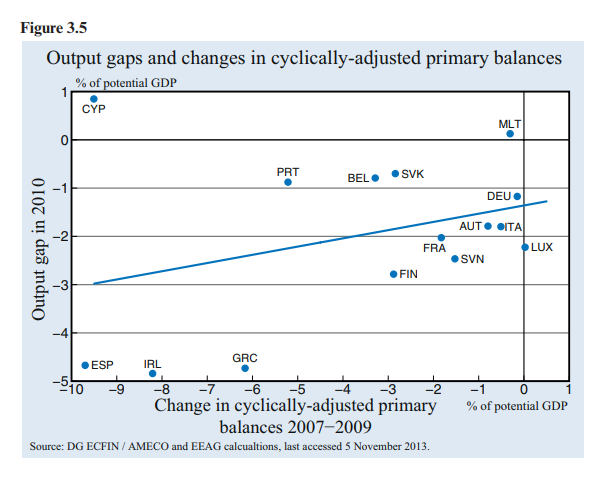 Figure 3.5
Output gaps and changes in cyclically-adjusted primary balances
% of potential GDP
1
CYP
MLT
0
PRT
BEL
SVK
−1
DEU
AUT
ITA
−2
FRA
LUX
SVN
FIN
−3
−4
ESP
IRL
GRC
−5
Output gap in 2010
−10 −9 −8 −7 −6 −5 −4 −3 −2 −1 0 1
Change in cyclically-adjusted primary
% of potential GDP
balances 2007−2009
Source: DG ECFIN / AMECO and EEAG calcualtions, last accessed 5 November 2013.